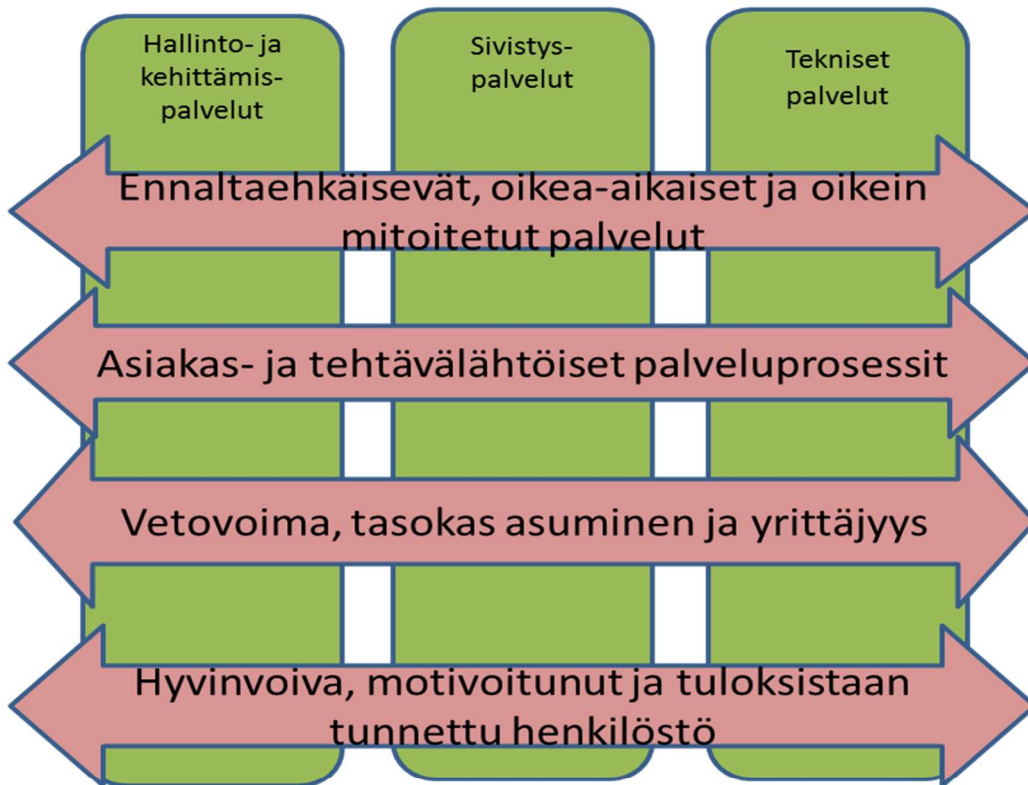 Hallinto- ja
kehittämis-
palvelut
Sivistys-
palvelut
Tekniset
palvelut
Ennaltaehkäisevät, oikea-aikaiset ja oikein
mitoitetut palvelut
Asiakas- ja tehtävälähtöiset palveluprosessit
Vetovoima, tasokas asuminen ja yrittäjyys
Hyvinvoiva, motivoitunut ja tuloksistaan
tunnettu henkilöstö